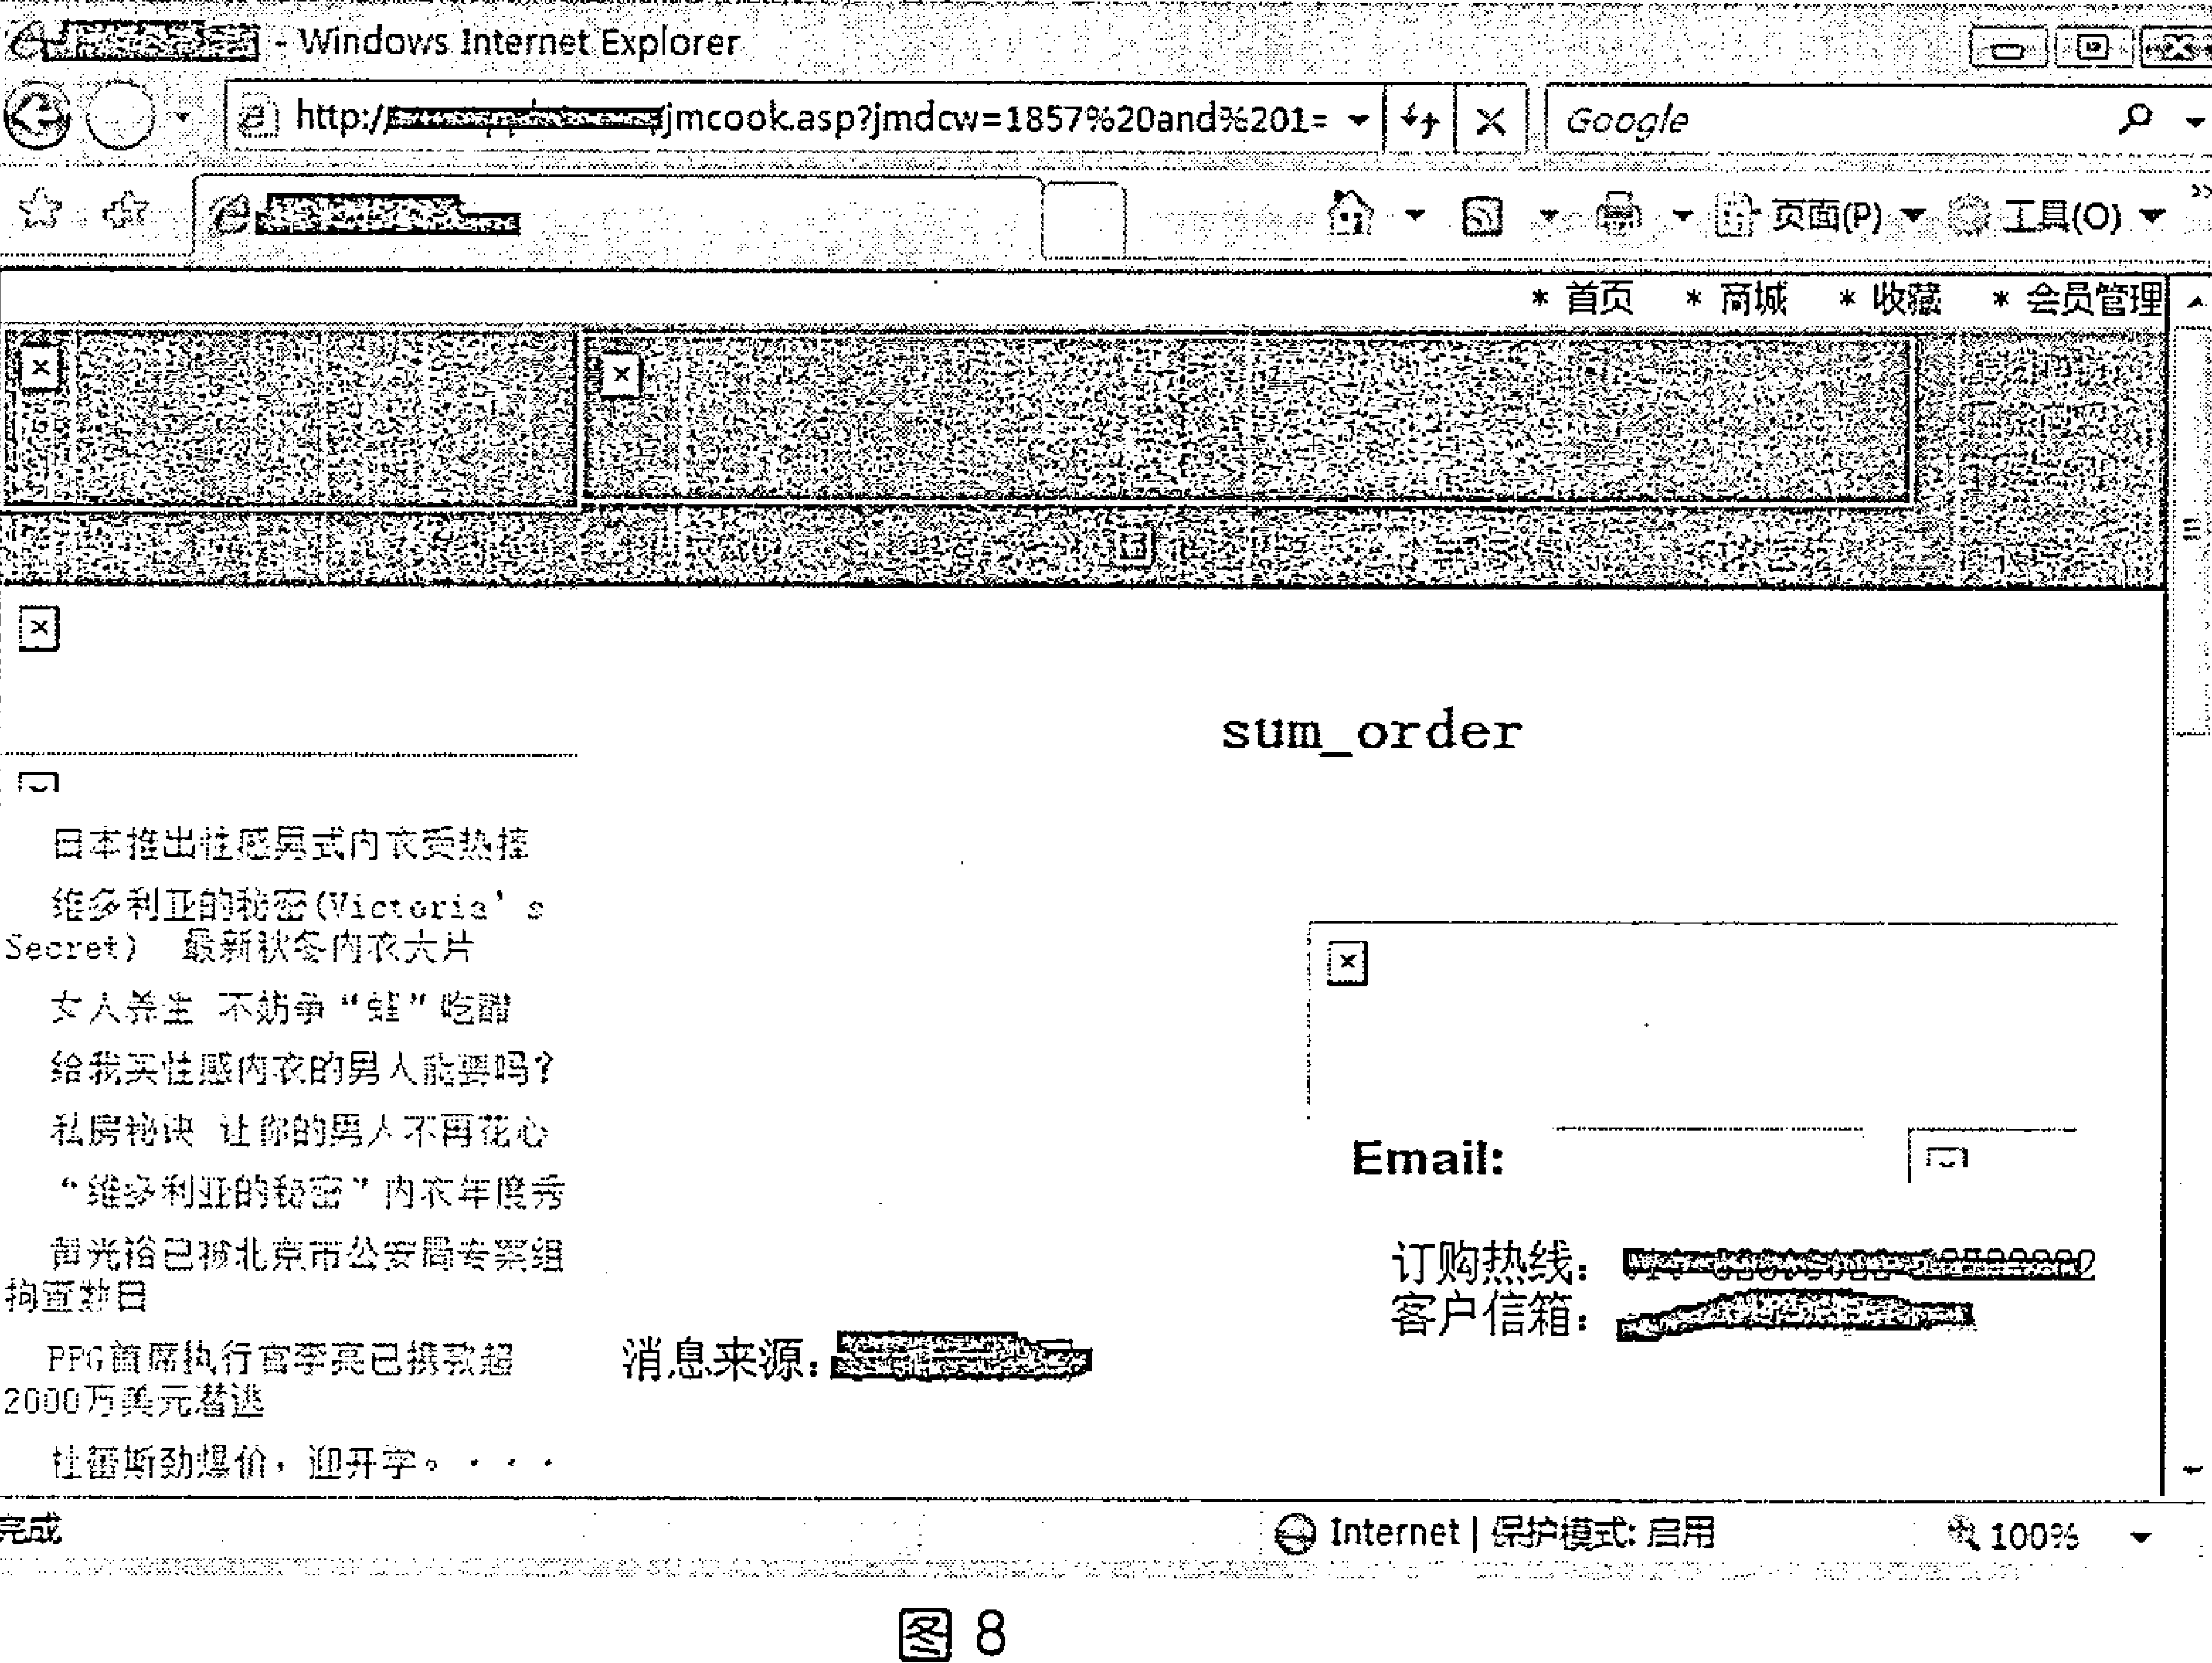 - Windows Internet Explorer
http:// jmcook.asp?jmdcw=1857%20and%201=
Google
页面(P) 工具(O)
* 首页 * 商城 * 收藏 * 会员管理
sum_order
日本推出性感男式内衣受热捧
维多利亚的秘密(Victoria's
Secret) 最新秋冬内衣大片
女人养生 不妨争“蛙”吃醋
给我买性感内衣的男人能要吗?
私房秘诀 让你的男人不再花心
“维多利亚的秘密”内衣年度秀
黄光裕已被北京市公安局专案组
拘查数日
PPG首席执行官李亮已携款超
2000万美元潜逃
杜蕾斯劲爆价，迎开学。···
Email:
订购热线:
客户信箱:
消息来源:
完成
Internet | 保护模式: 启用
100%
图 8